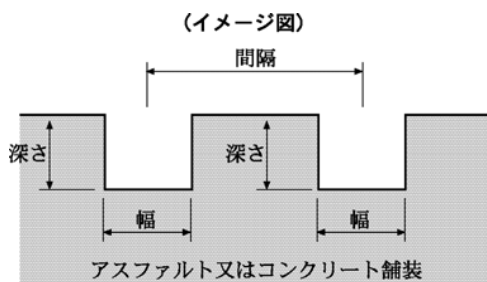 （イメージ図）
間隔
深さ
深さ
幅
幅
アスファルト又はコンクリート舗装